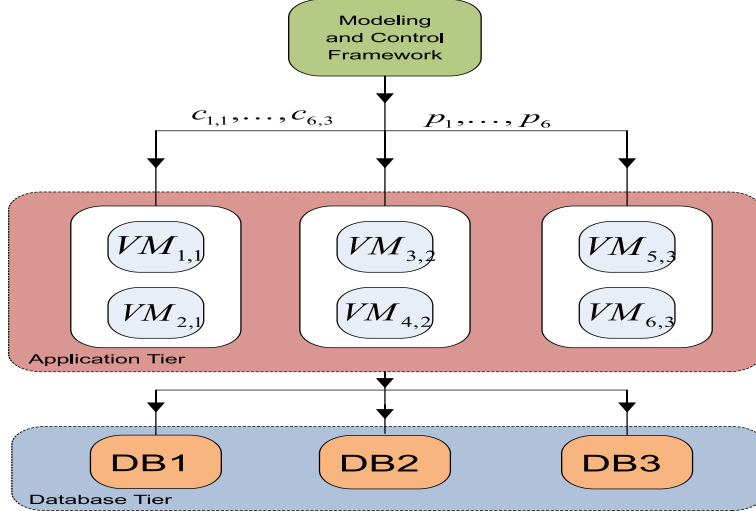 Modeling
and Control
Framework
c1,1,…, c6,3
p1,…, p6
VM1,1
VM3,2
VM5,3
VM2,1
VM4,2
VM6,3
Application Tier
DB1
DB2
DB3
Database Tier